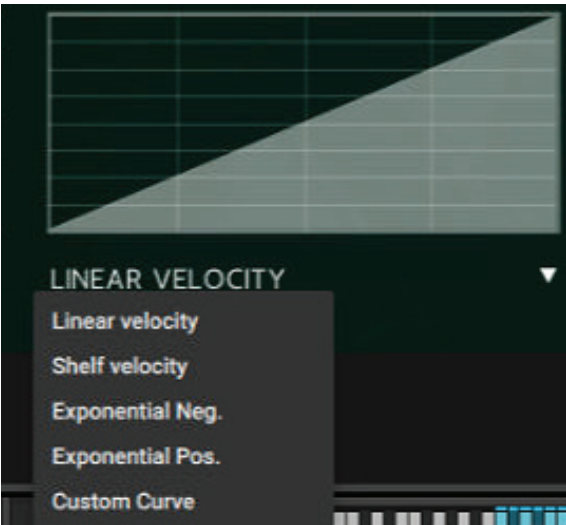 LINEAR VELOCITY
Linear velocity
Shelf velocity
Exponential Neg.
Exponential Pos.
Custom Curve